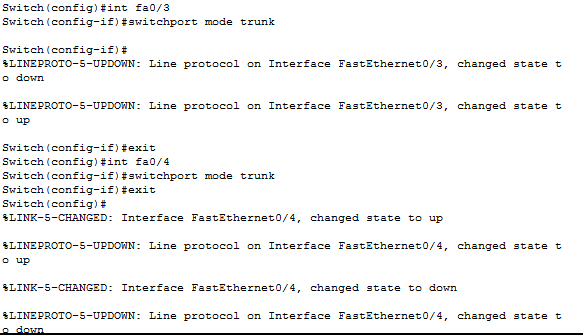 Switch(config)#int fa0/3
Switch(config-if)#switchport mode trunk
Switch(config-if)#
%LINEPROTO-5-UPDOWN: Line protocol on Interface FastEthernet0/3, changed state t
o down
%LINEPROTO-5-UPDOWN: Line protocol on Interface FastEthernet0/3, changed state t
o up
Switch(config-if)#exit
Switch(config)#int fa0/4
Switch(config-if)#switchport mode trunk
Switch(config-if)#exit
Switch(config)#
%LINK-5-CHANGED: Interface FastEthernet0/4, changed state to up
%LINEPROTO-5-UPDOWN: Line protocol on Interface FastEthernet0/4, changed state t
o up
%LINK-5-CHANGED: Interface FastEthernet0/4, changed state to down
%LINEPROTO-5-UPDOWN: Line protocol on Interface FastEthernet0/4, changed state t
o down